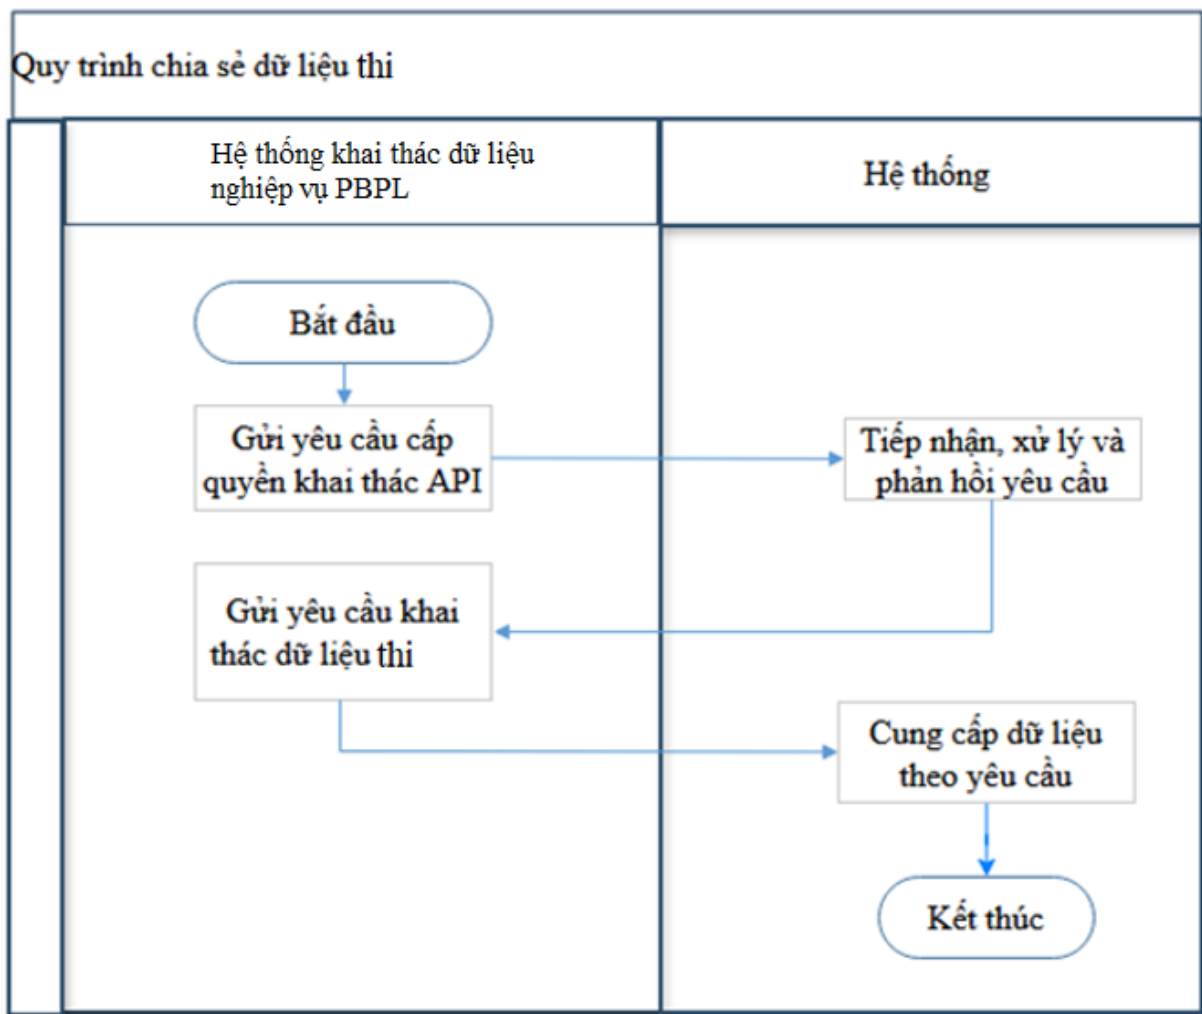 Quy trình chia sẻ dữ liệu thi
Hệ thống khai thác dữ liệu
nghiệp vụ PBPL
Hệ thống
Bắt đầu
Gửi yêu cầu cấp
quyền khai thác API
Tiếp nhận, xử lý và
phản hồi yêu cầu
Gửi yêu cầu khai
thác dữ liệu thi
Cung cấp dữ liệu
theo yêu cầu
Kết thúc